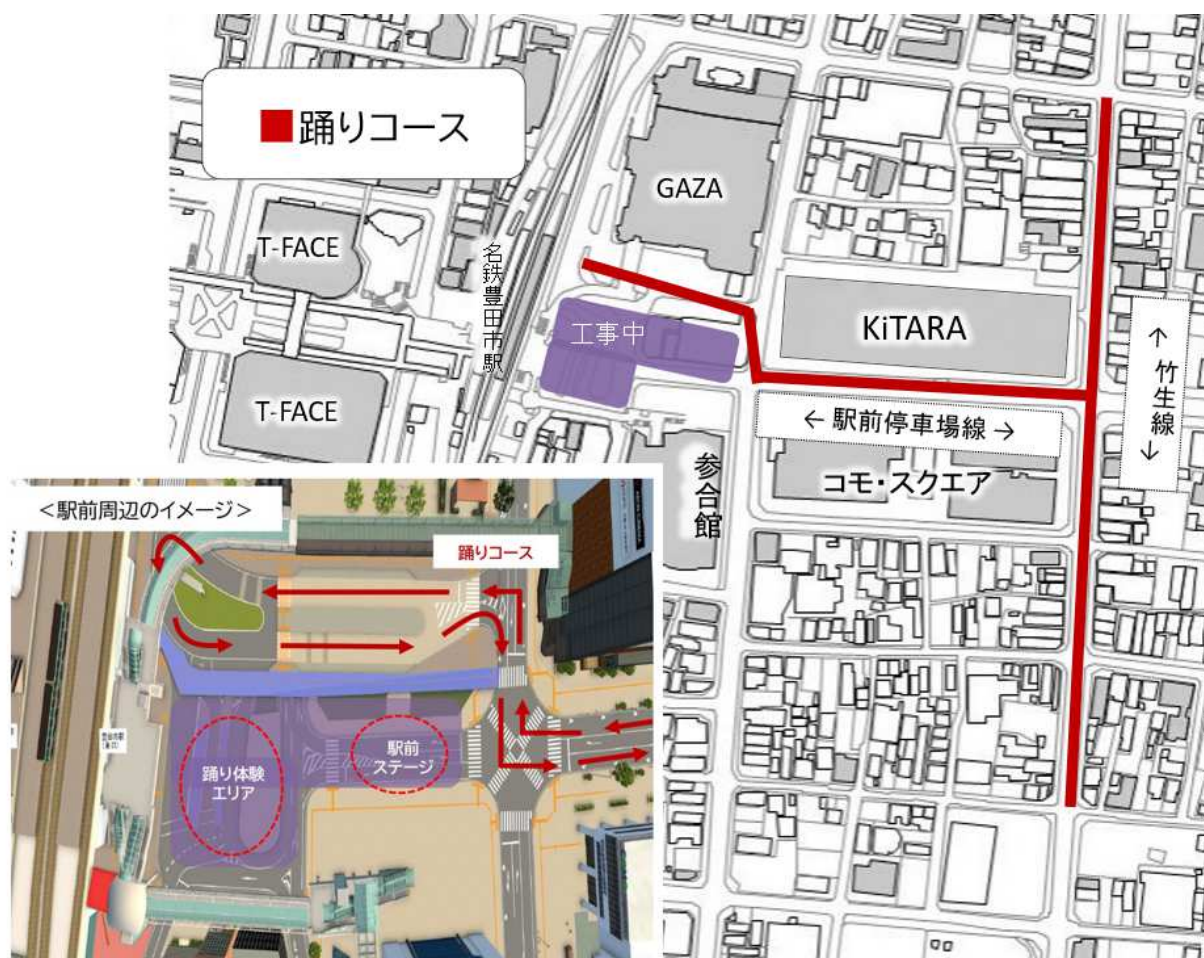 ■踊りコース
GAZA
T-FACE
名鉄豊田市駅
工事中
KiTARA
← 竹生線 →
T-FACE
← 駅前停車場線 →
参合館
コモ・スクエア
＜駅前周辺のイメージ＞
踊りコース
踊り体験
エリア
駅前
ステージ